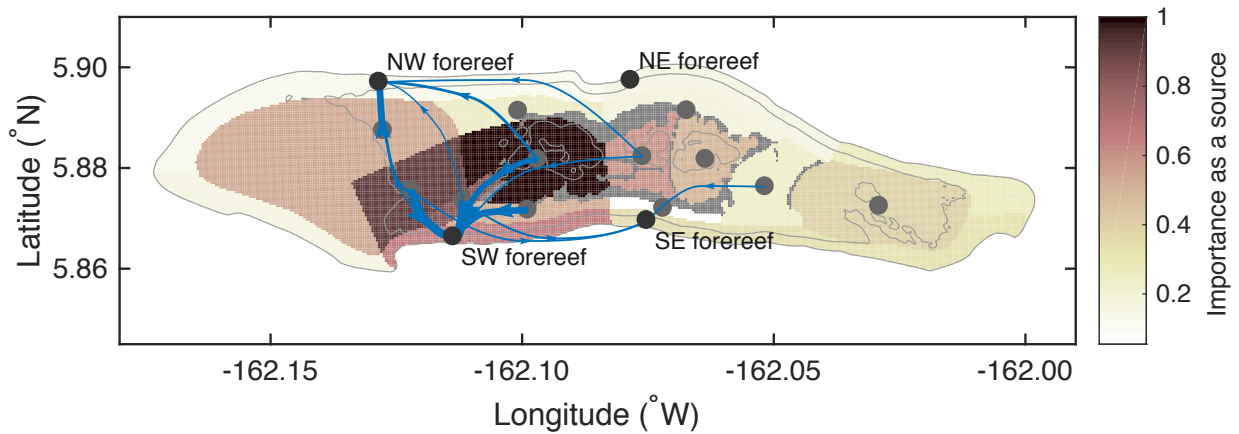 NW forereef
NE forereef
SW forereef
SE forereef
5.90
5.88
5.86
Latitude (˚N)
-162.15
-162.10
-162.05
-162.00
Longitude (˚W)
1
0.8
0.6
0.4
0.2
Importance as a source